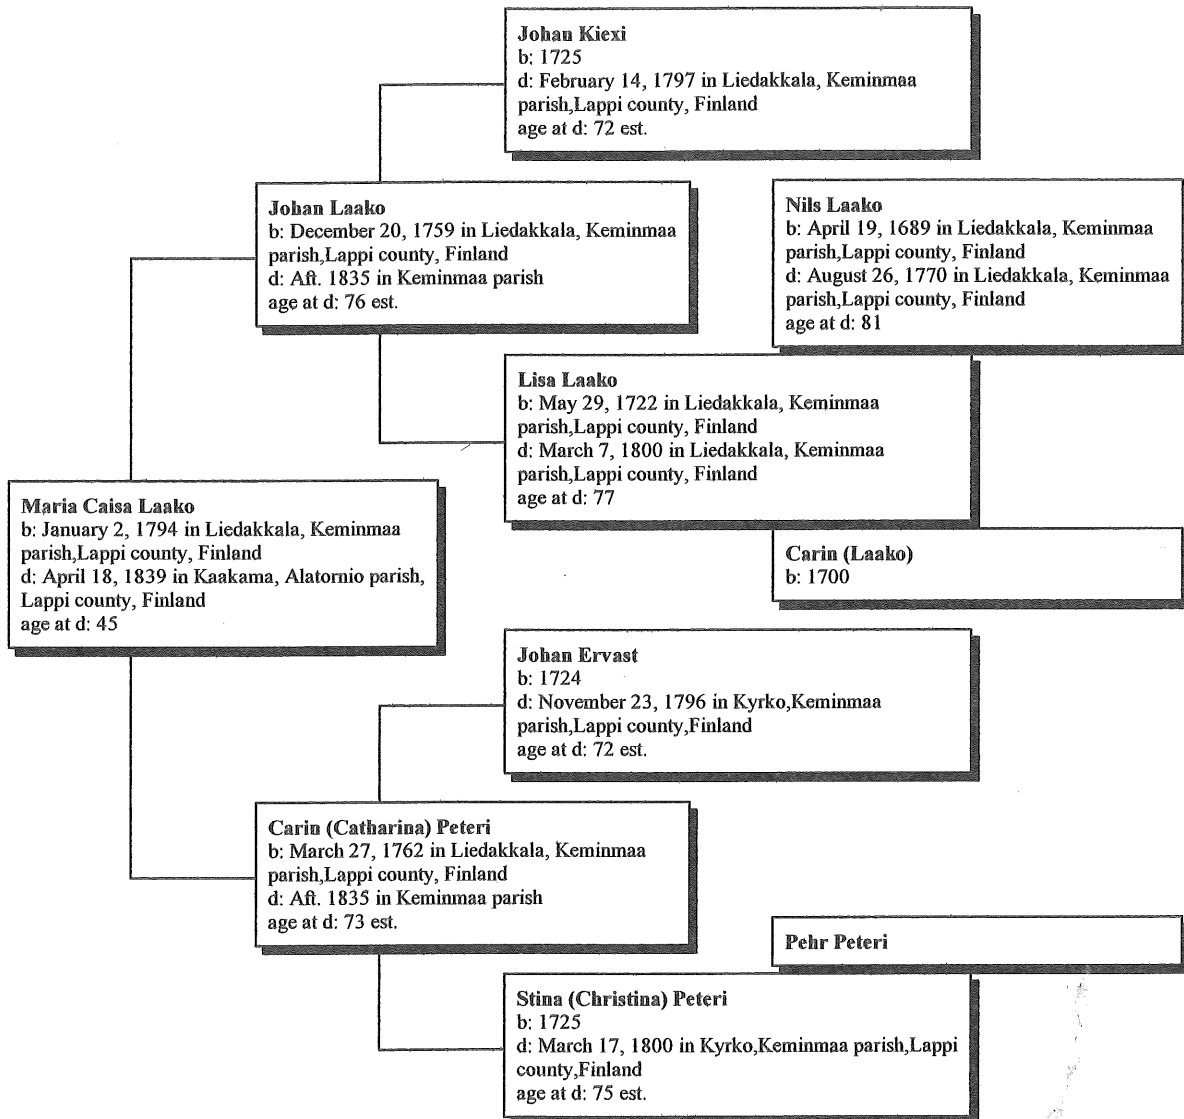 Johan Kiexi
b: 1725
d: February 14, 1797 in Liedakkala, Keminmaa
parish,Lappi county, Finland
age at d: 72 est.
Johan Laako
b: December 20, 1759 in Liedakkala, Keminmaa
parish,Lappi county, Finland
d: Aft. 1835 in Keminmaa parish
age at d: 76 est.
Nils Laako
b: April 19, 1689 in Liedakkala, Keminmaa
parish,Lappi county, Finland
d: August 26, 1770 in Liedakkala, Keminmaa
parish,Lappi county, Finland
age at d: 81
Lisa Laako
b: May 29, 1722 in Liedakkala, Keminmaa
parish,Lappi county, Finland
d: March 7, 1800 in Liedakkala, Keminmaa
parish,Lappi county, Finland
age at d: 77
Maria Caisa Laako
b: January 2, 1794 in Liedakkala, Keminmaa
parish,Lappi county, Finland
d: April 18, 1839 in Kaakama, Alatornio parish,
Lappi county, Finland
age at d: 45
Carin (Laako)
b: 1700
Johan Ervast
b: 1724
d: November 23, 1796 in Kyrko,Keminmaa
parish,Lappi county,Finland
age at d: 72 est.
Carin (Catharina) Peteri
b: March 27, 1762 in Liedakkala, Keminmaa
parish,Lappi county, Finland
d: Aft. 1835 in Keminmaa parish
age at d: 73 est.
Pehr Peteri
Stina (Christina) Peteri
b: 1725
d: March 17, 1800 in Kyrko,Keminmaa parish,Lappi
county,Finland
age at d: 75 est.